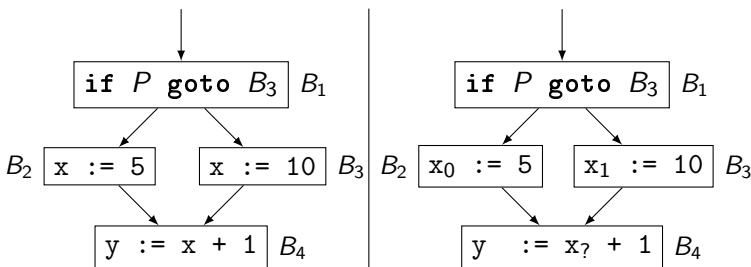 if P goto B₃ B₁
B₂ x := 5 x := 10 B₃
y := x + 1 B₄
if P goto B₃ B₁
B₂ x₀ := 5 x₁ := 10 B₃
y := x? + 1 B₄